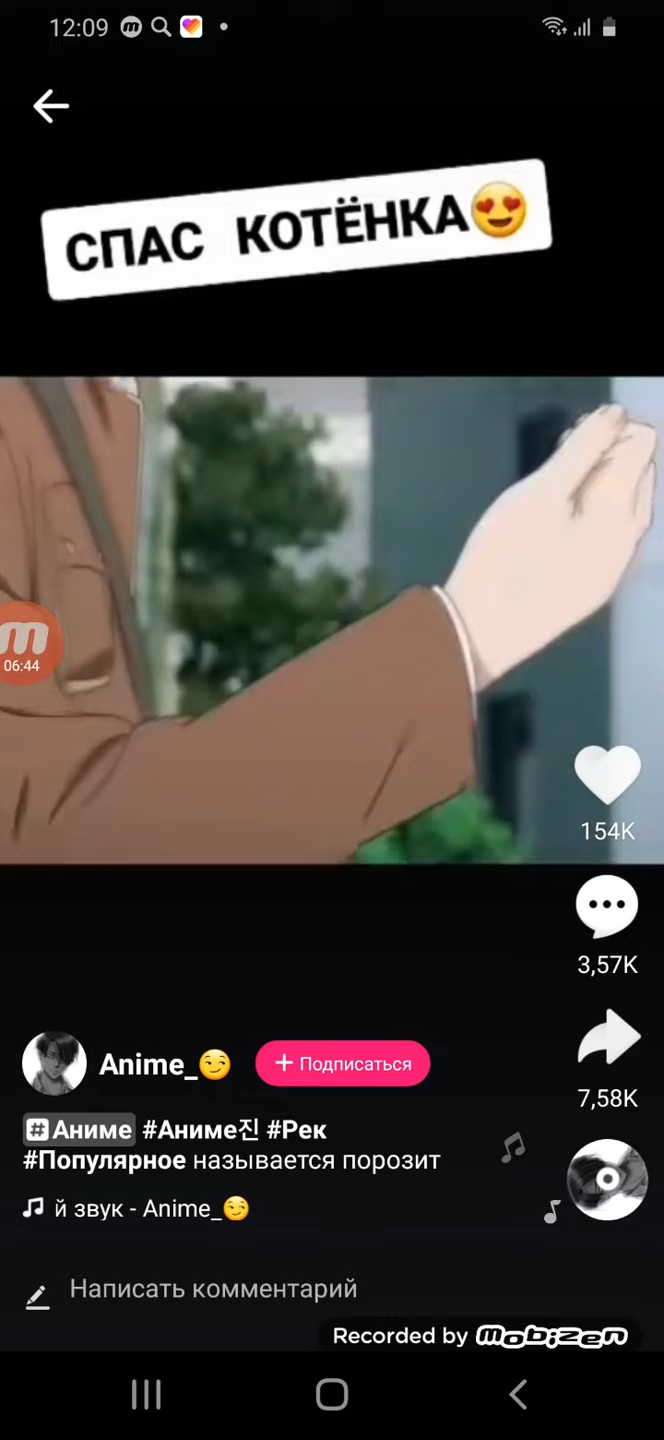 12:09
СПАС КОТЁНКА😍
m
06:44
154K
3,57K
7,58K
Anime_😏
+ Подписаться
#Аниме #Аниме진 #Рек
#Популярное называется порозит
й звук - Anime_😏
Написать комментарий
Recorded by mobizen